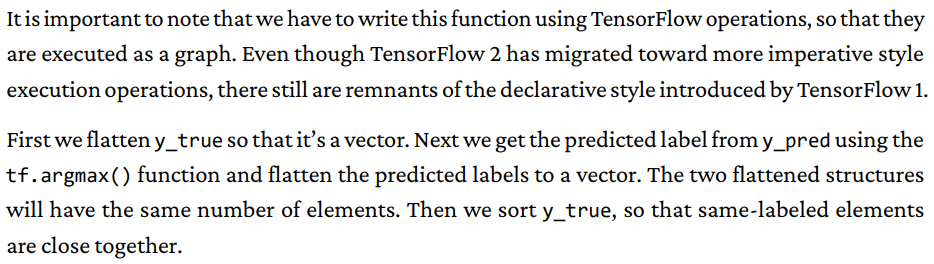 It is important to note that we have to write this function using TensorFlow operations, so that they
are executed as a graph. Even though TensorFlow 2 has migrated toward more imperative style
execution operations, there still are remnants of the declarative style introduced by TensorFlow 1.
First we flatten y_true so that it’s a vector. Next we get the predicted label from y_pred using the
tf.argmax() function and flatten the predicted labels to a vector. The two flattened structures
will have the same number of elements. Then we sort y_true, so that same-labeled elements
are close together.